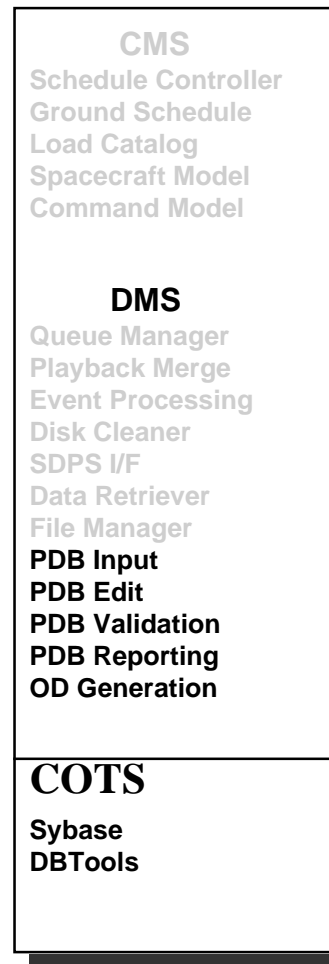 CMS
Schedule Controller
Ground Schedule
Load Catalog
Spacecraft Model
Command Model
DMS
Queue Manager
Playback Merge
Event Processing
Disk Cleaner
SDPS I/F
Data Retriever
File Manager
PDB Input
PDB Edit
PDB Validation
PDB Reporting
OD Generation
COTS
Sybase
DBTools